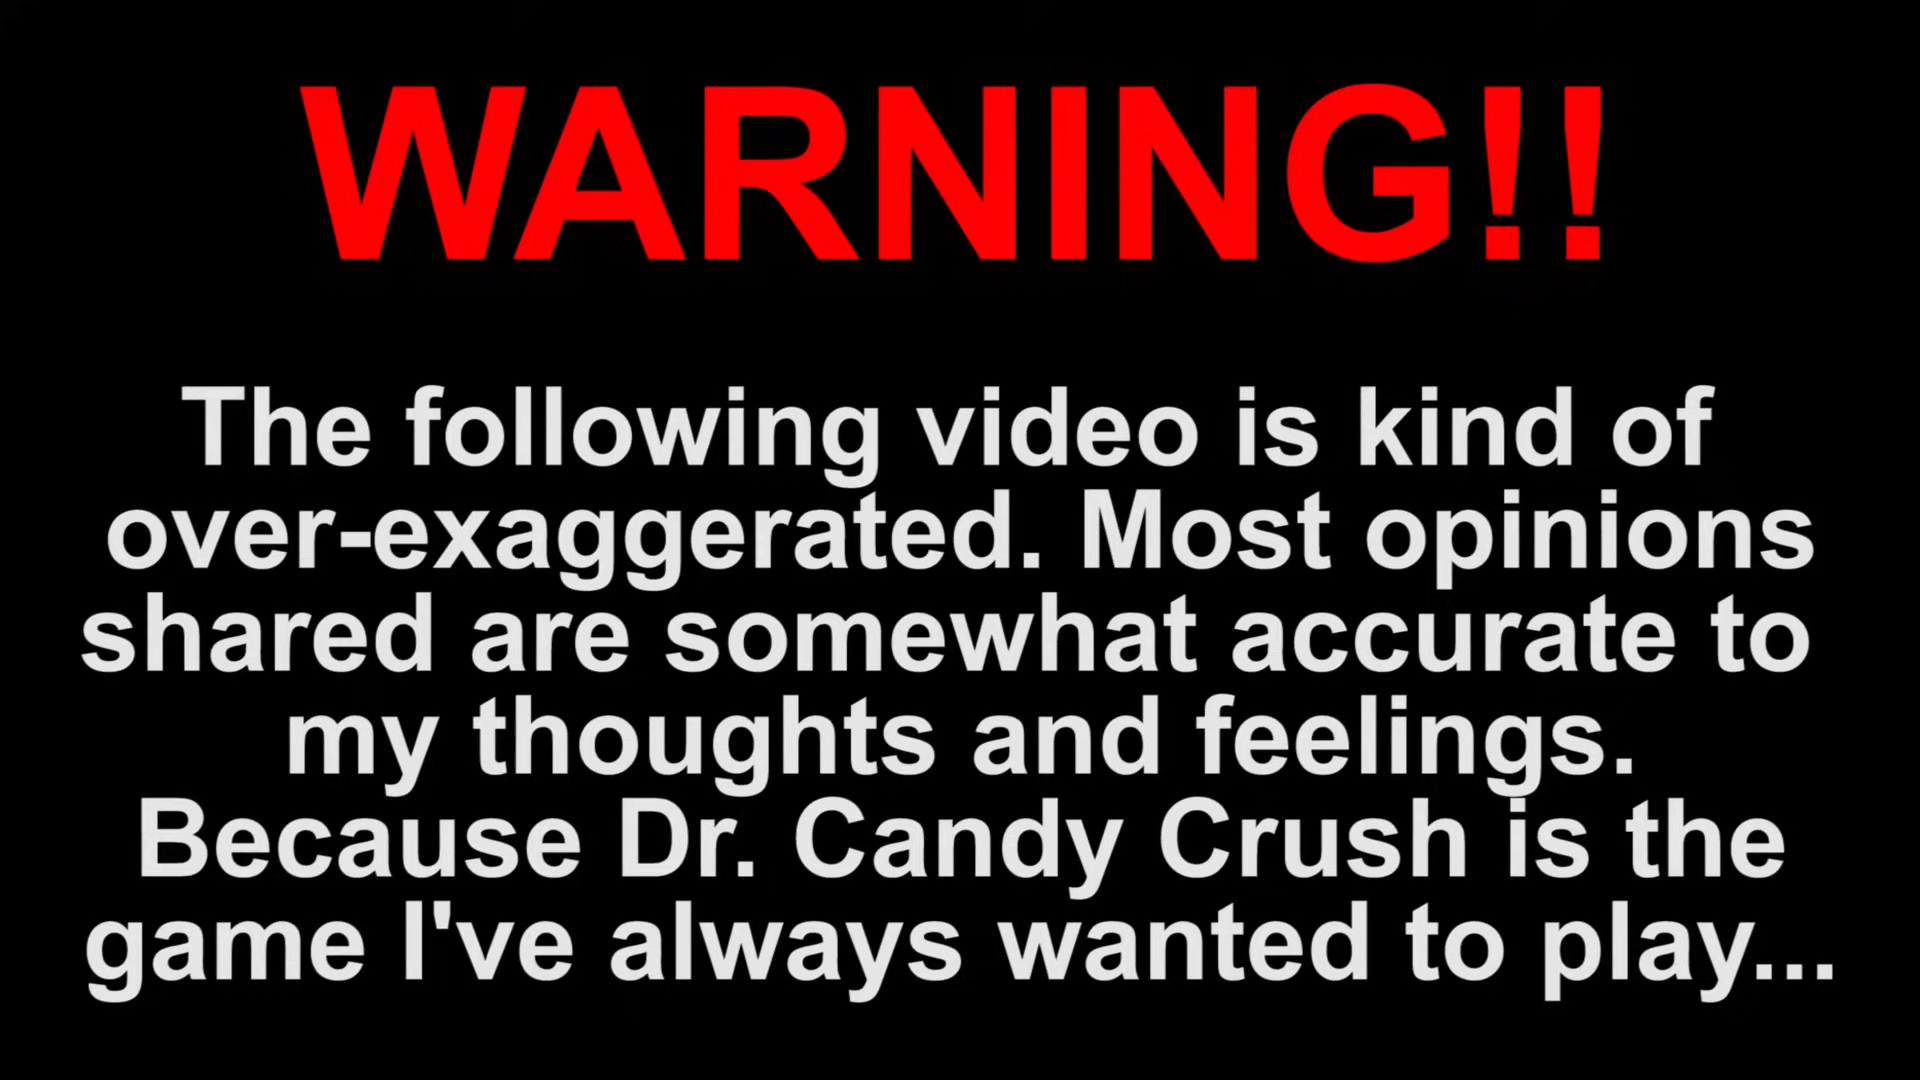 WARNING!!
The following video is kind of
over-exaggerated. Most opinions
shared are somewhat accurate to
my thoughts and feelings.
Because Dr. Candy Crush is the
game I've always wanted to play...